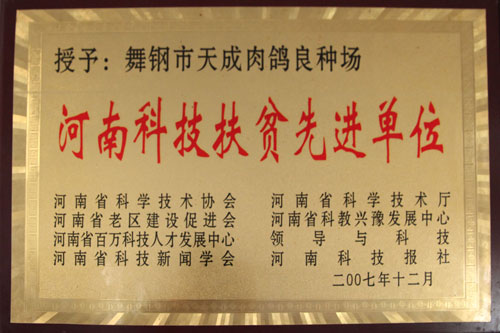 授予：舞钢市天成肉鸽良种场
河南科技扶贫先进单位
河南省科学技术协会 河南省科学技术厅
河南省老区建设促进会 河南省科教兴豫发展中心
河南省百万科技人才发展中心 领导与科技
河南省科技新闻学会 河南科技报社
二00七年十二月